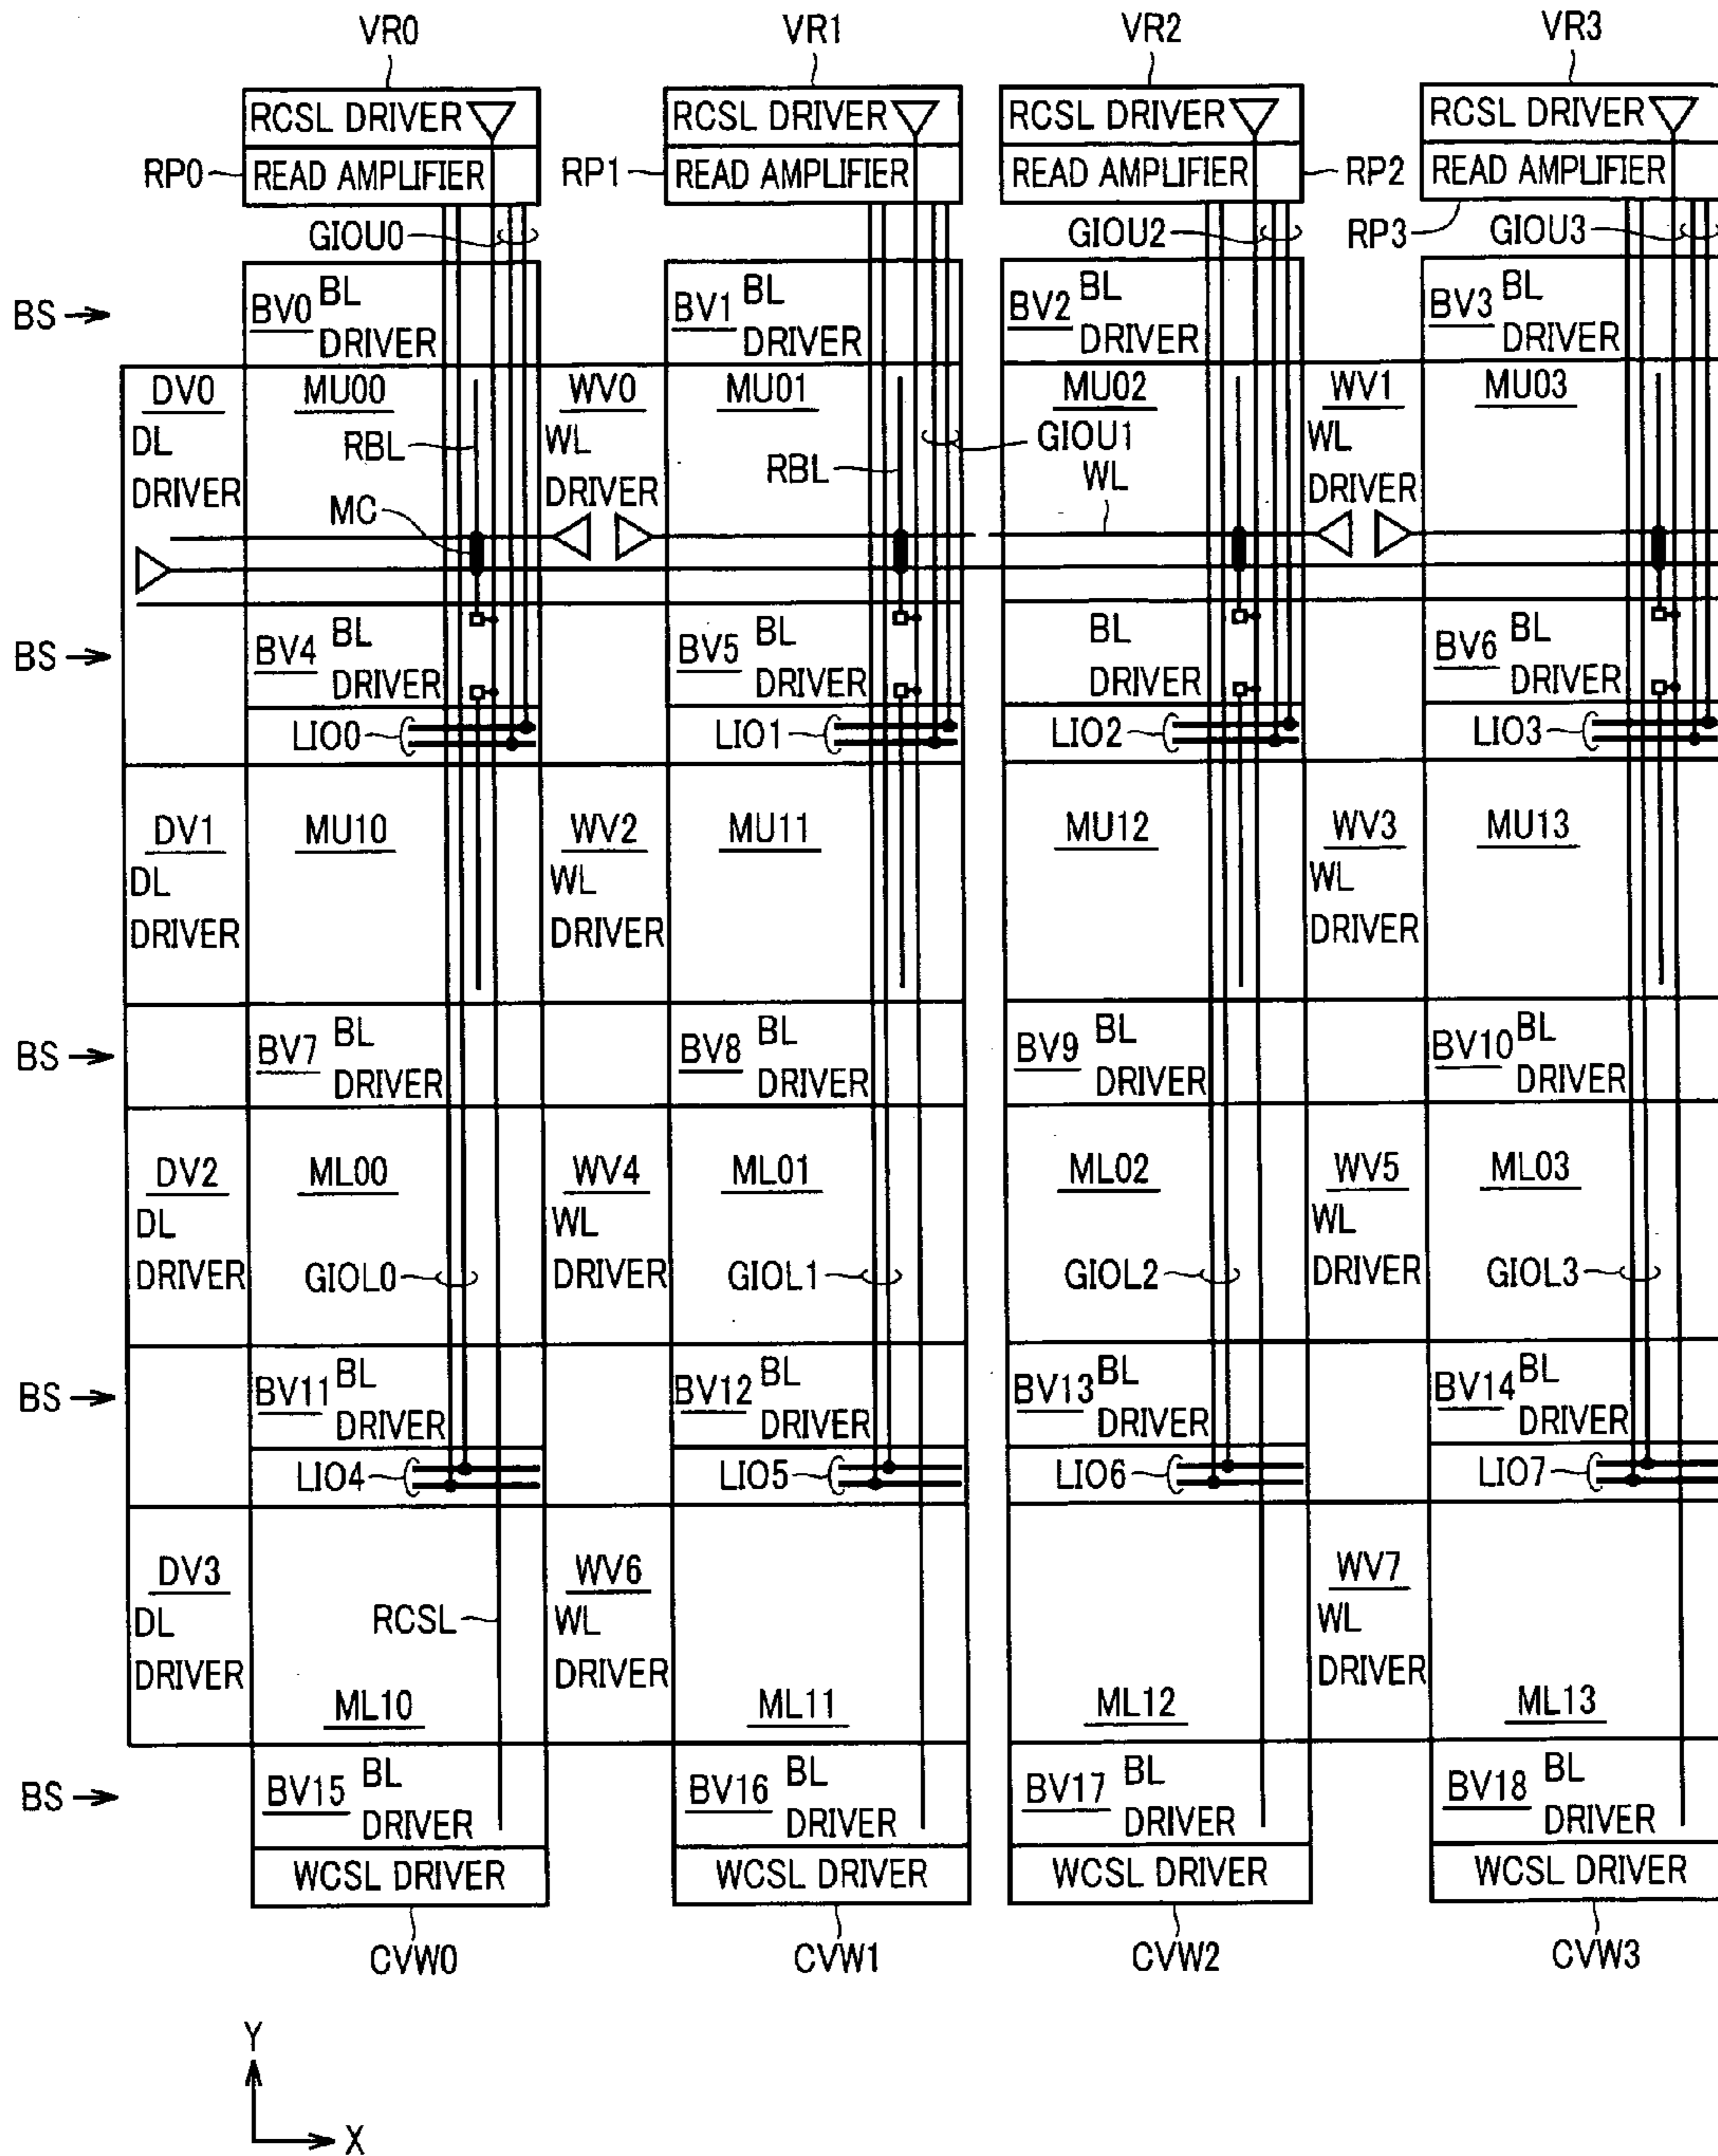 VR0 VR1 VR2 VR3
RCSL DRIVER RCSL DRIVER RCSL DRIVER RCSL DRIVER
RP0 READ AMPLIFIER RP1 READ AMPLIFIER READ AMPLIFIER RP2 READ AMPLIFIER
GIOU0 GIOU2 RP3 GIOU3
BS BV0 BL DRIVER BV1 BL DRIVER BV2 BL DRIVER BV3 BL DRIVER
DV0 MU00 WV0 MU01 MU02 WV1 MU03
DL DRIVER RBL WL DRIVER RBL GIOU1 WL WL DRIVER
MC
BS BV4 BL DRIVER BV5 BL DRIVER BL DRIVER BV6 BL DRIVER
LIO0 LIO1 LIO2 LIO3
DV1 MU10 WV2 MU11 MU12 WV3 MU13
DL DRIVER WL DRIVER WL DRIVER
BS BV7 BL DRIVER BV8 BL DRIVER BV9 BL DRIVER BV10 BL DRIVER
DV2 ML00 WV4 ML01 ML02 WV5 ML03
DL DRIVER WL DRIVER WL DRIVER
GIOL0 GIOL1 GIOL2 GIOL3
BS BV11 BL DRIVER BV12 BL DRIVER BV13 BL DRIVER BV14 BL DRIVER
LIO4 LIO5 LIO6 LIO7
DV3 WV6 WV7
DL DRIVER RCSL WL DRIVER WL DRIVER
ML10 ML11 ML12 ML13
BS BV15 BL DRIVER BV16 BL DRIVER BV17 BL DRIVER BV18 BL DRIVER
WCSL DRIVER WCSL DRIVER WCSL DRIVER WCSL DRIVER
CVW0 CVW1 CVW2 CVW3
Y
X